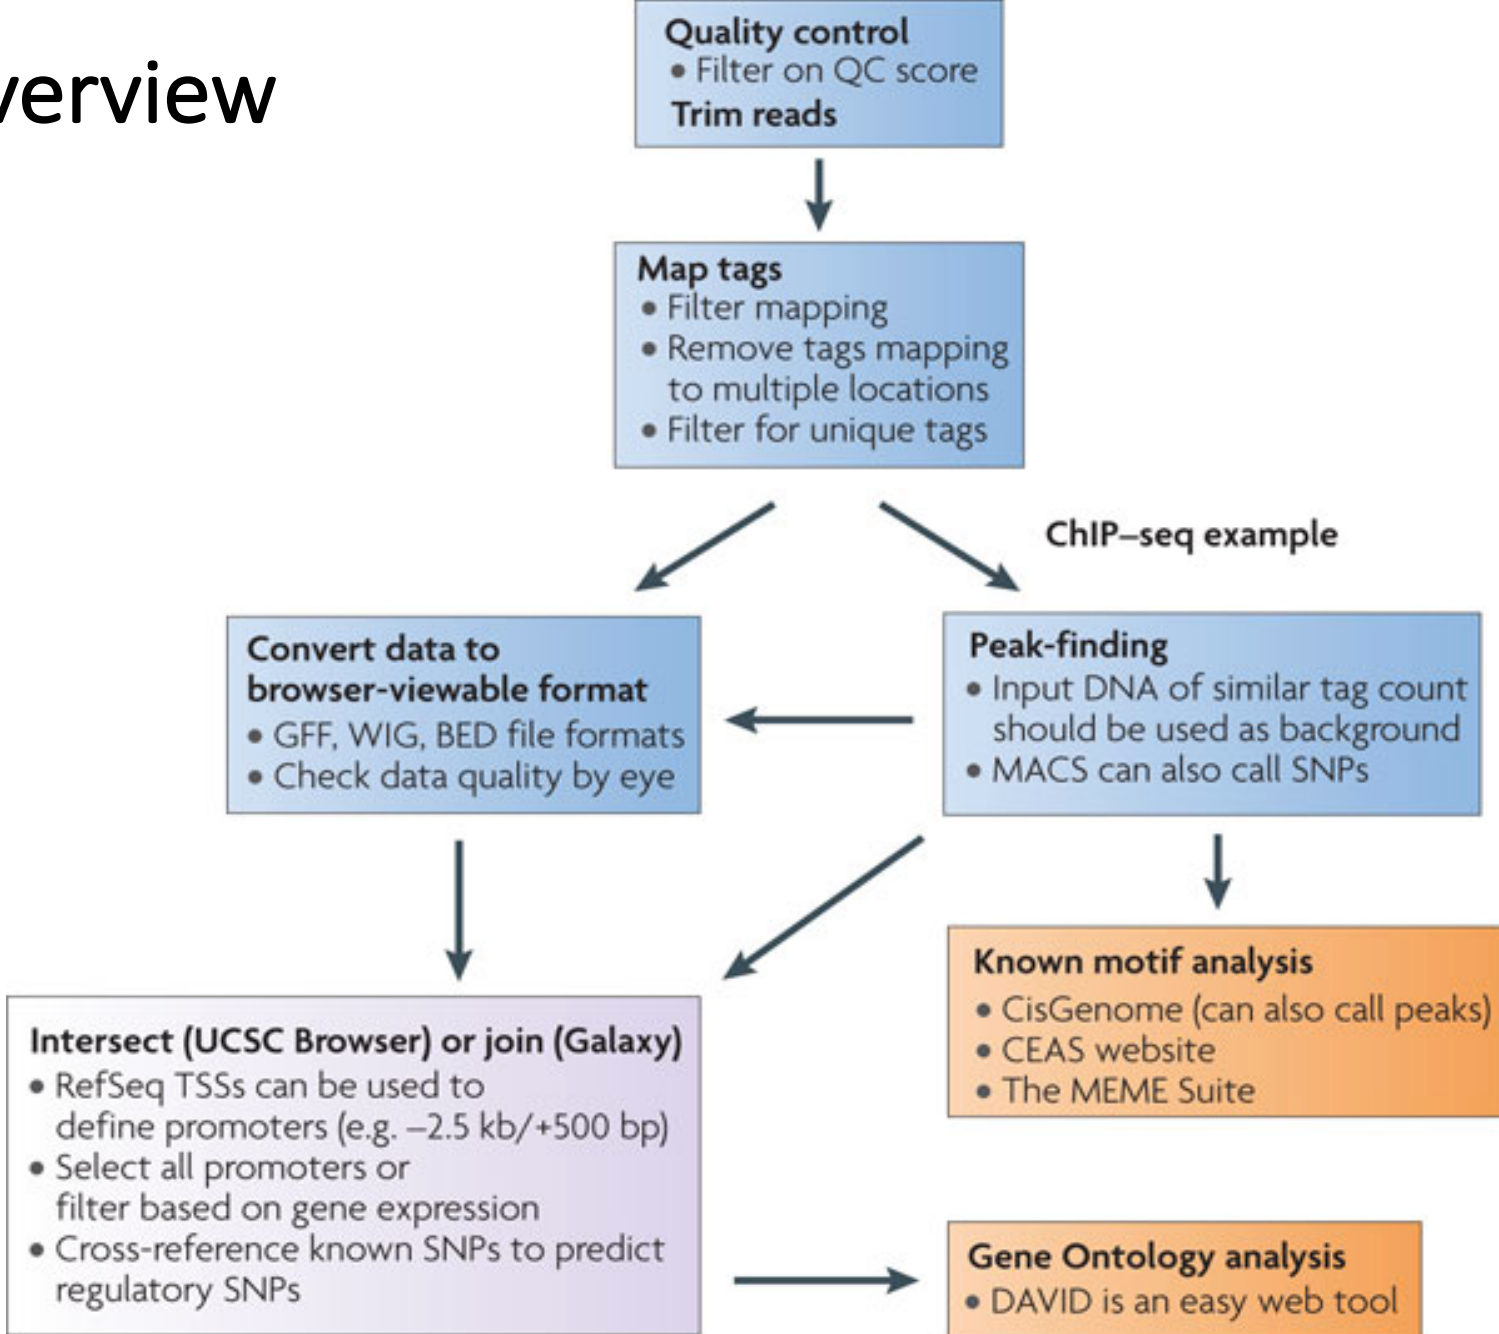 verview
Quality control
• Filter on QC score
Trim reads
Map tags
• Filter mapping
• Remove tags mapping
to multiple locations
• Filter for unique tags
ChIP–seq example
Convert data to
browser-viewable format
• GFF, WIG, BED file formats
• Check data quality by eye
Peak-finding
• Input DNA of similar tag count
should be used as background
• MACS can also call SNPs
Known motif analysis
• CisGenome (can also call peaks)
• CEAS website
• The MEME Suite
Intersect (UCSC Browser) or join (Galaxy)
• RefSeq TSSs can be used to
define promoters (e.g. –2.5 kb/+500 bp)
• Select all promoters or
filter based on gene expression
• Cross-reference known SNPs to predict
regulatory SNPs
Gene Ontology analysis
• DAVID is an easy web tool